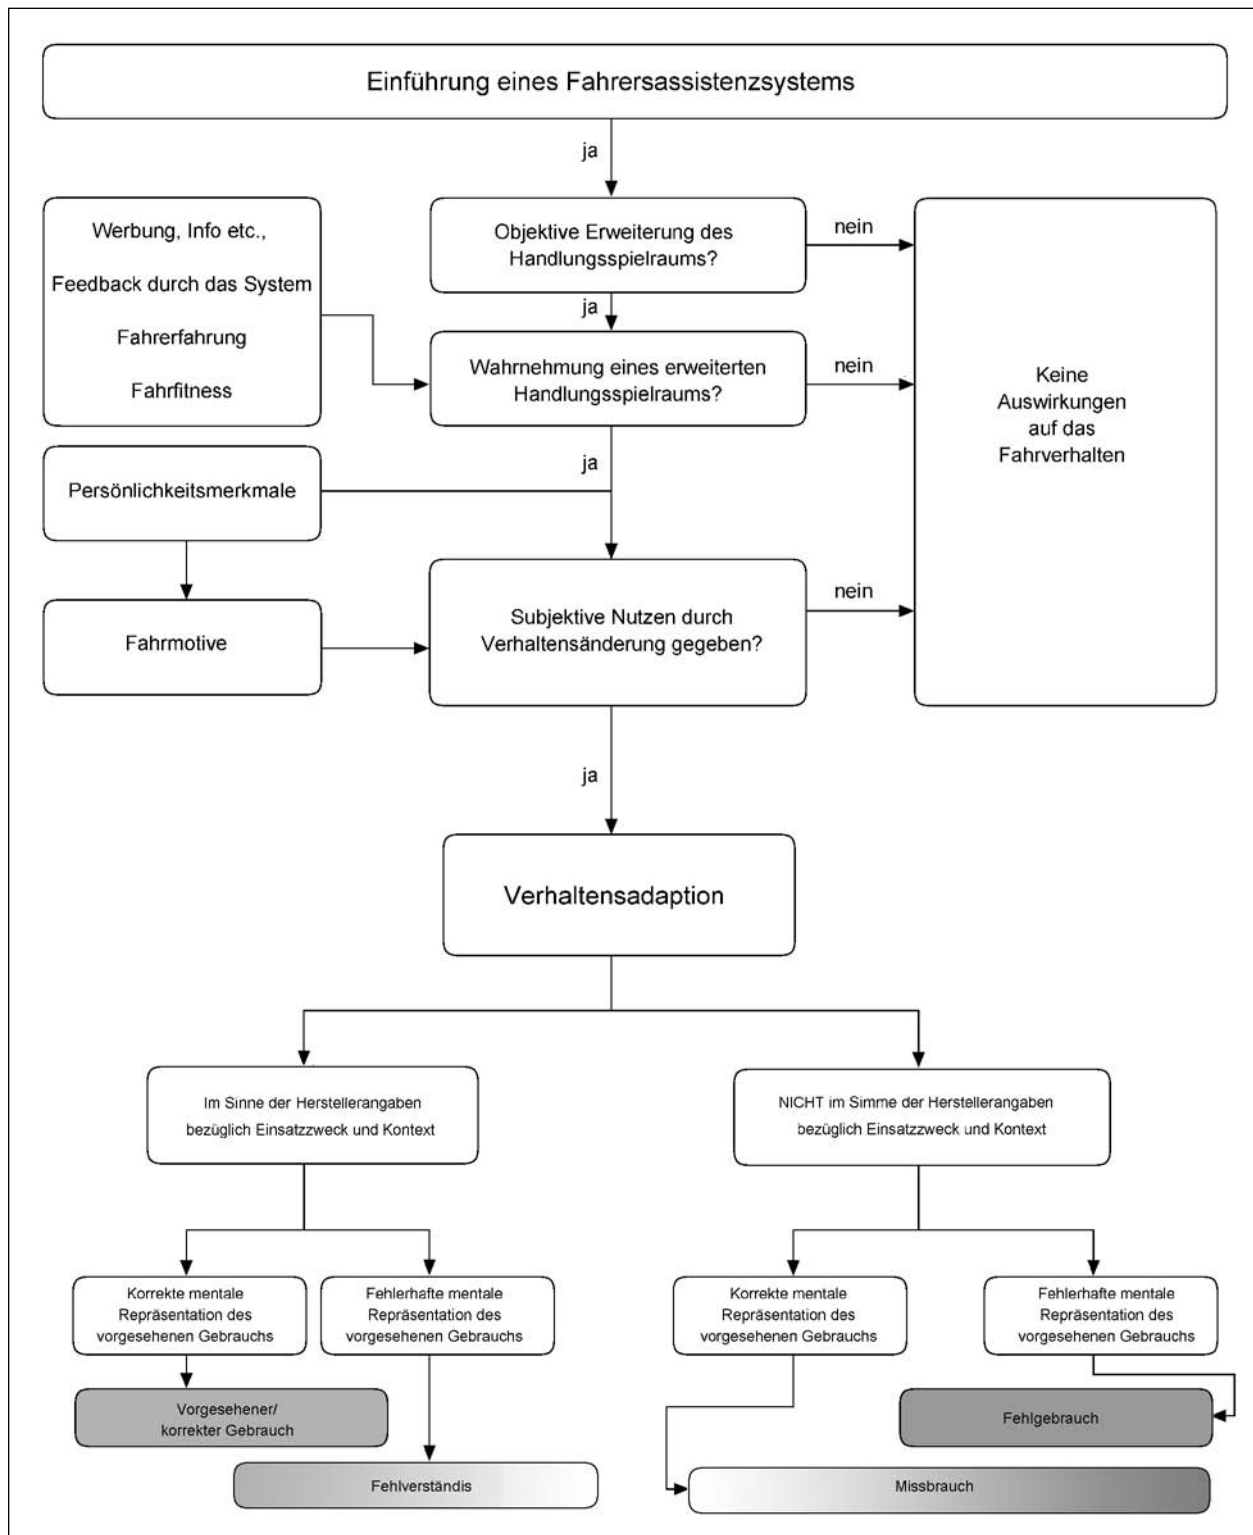 Einführung eines Fahrersassistenzsystems
ja
Werbung, Info etc.,
Feedback durch das System
Fahrerfahrung
Fahrfitness
Objektive Erweiterung des
Handlungsspielraums?
nein
ja
Wahrnehmung eines erweiterten
Handlungsspielraums?
nein
Keine
Auswirkungen
auf das
Fahrverhalten
ja
Persönlichkeitsmerkmale
Fahrmotive
Subjektive Nutzen durch
Verhaltensänderung gegeben?
nein
ja
Verhaltensadaption
Im Sinne der Herstellerangaben
bezüglich Einsatzzweck und Kontext
NICHT im Simme der Herstellerangaben
bezüglich Einsatzzweck und Kontext
Korrekte mentale
Repräsentation des
vorgesehenen Gebrauchs
Fehlerhafte mentale
Repräsentation des
vorgesehenen Gebrauchs
Korrekte mentale
Repräsentation des
vorgesehenen Gebrauchs
Fehlerhafte mentale
Repräsentation des
vorgesehenen Gebrauchs
Vorgesehener/
korrekter Gebrauch
Fehlgebrauch
Fehlverständis
Missbrauch